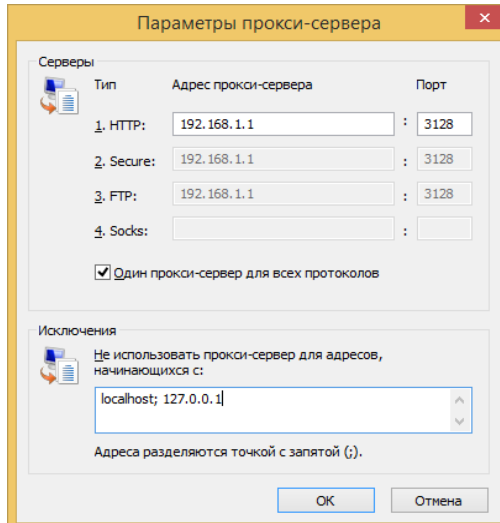 Параметры прокси-сервера
Серверы
Тип Адрес прокси-сервера Порт
1. HTTP: 192.168.1.1 : 3128
2. Secure: 192.168.1.1 : 3128
3. FTP: 192.168.1.1 : 3128
4. Socks: :
Один прокси-сервер для всех протоколов
Исключения
Не использовать прокси-сервер для адресов,
начинающихся с:
localhost; 127.0.0.1
Адреса разделяются точкой с запятой (;).
ОК Отмена